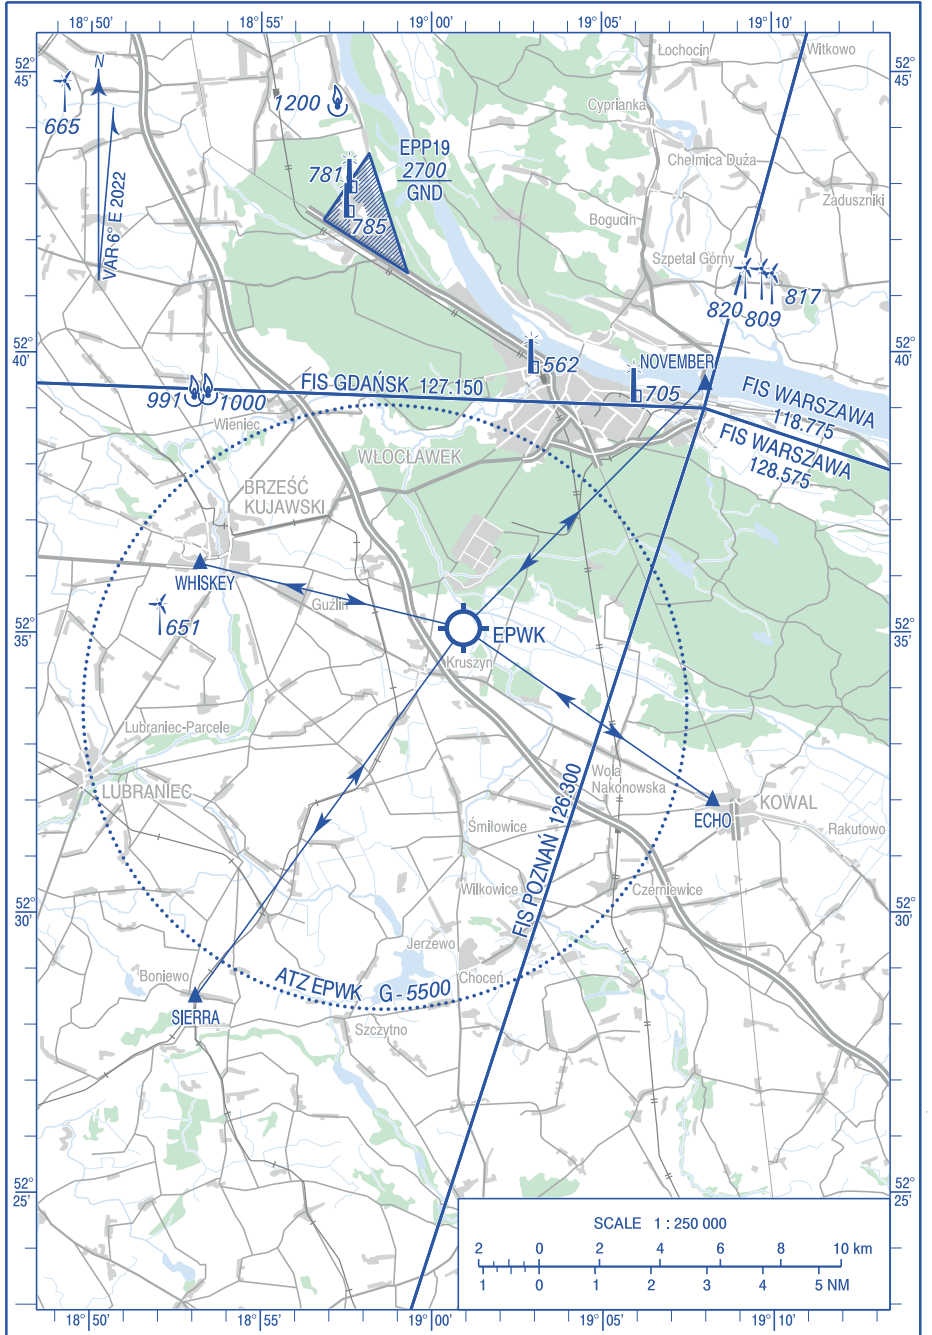 18° 50'
18° 55'
19° 00'
19° 05'
19° 10'
52°
45'
52°
45'
N
VAR 6° E 2022
665
1200
Łochocin
Witkowo
Cyprianka
Chełmica Duża
Zaduszniki
Bogucin
Szpetal Górny
EPP19
2700
GND
781
785
820
809
817
52°
40'
52°
40'
562
705
NOVEMBER
FIS GDAŃSK 127.150
991
1000
Wieniec
FIS WARSZAWA
118.775
FIS WARSZAWA
128.575
WŁOCŁAWEK
BRZEŚĆ
KUJAWSKI
WHISKEY
651
Guźlin
EPWK
52°
35'
52°
35'
Kruszyn
Lubraniec-Parcele
LUBRANIEC
Wola
Nakonowska
KOWAL
ECHO
Rakutowo
Śmiłowice
FIS POZNAŃ 126.300
Wilkowice
Czerniewice
52°
30'
52°
30'
Jerzewo
Boniewo
Choceń
ATZ EPWK G-5500
SIERRA
Szczytno
52°
25'
52°
25'
SCALE 1 : 250 000
2 0 2 4 6 8 10 km
1 0 1 2 3 4 5 NM
18° 50'
18° 55'
19° 00'
19° 05'
19° 10'